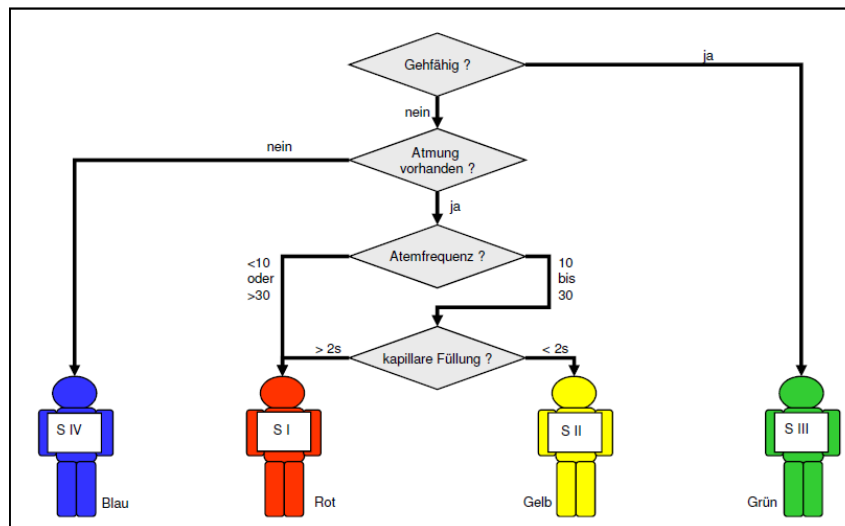 Gehfähig ?
ja
nein
nein
Atmung
vorhanden ?
ja
Atemfrequenz ?
<10
oder
>30
10
bis
30
> 2s
kapillare Füllung ?
< 2s
S IV
S I
S II
S III
Blau
Rot
Gelb
Grün